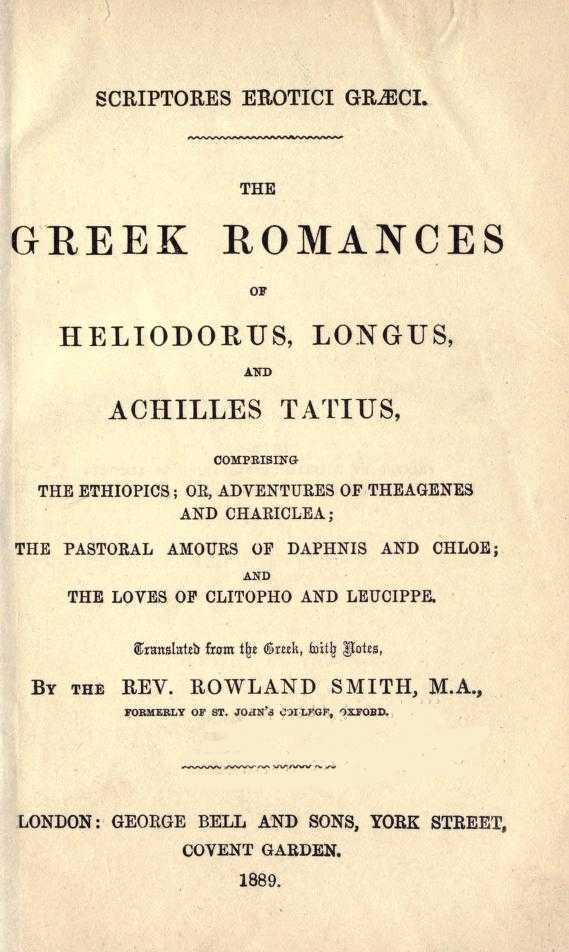 SCRIPTORES EROTICI GRÆCI.
THE
GREEK ROMANCES
OF
HELIODORUS, LONGUS,
AND
ACHILLES TATIUS,
COMPRISING
THE ETHIOPICS; OR, ADVENTURES OF THEAGENES
AND CHARICLEA;
THE PASTORAL AMOURS OF DAPHNIS AND CHLOE;
AND
THE LOVES OF CLITOPHO AND LEUCIPPE.
Translated from the Greek, with Notes,
BY THE REV. ROWLAND SMITH, M.A.,
FORMERLY OF ST. JOHN'S COLLEGE, OXFORD.
LONDON: GEORGE BELL AND SONS, YORK STREET,
COVENT GARDEN.
1889.